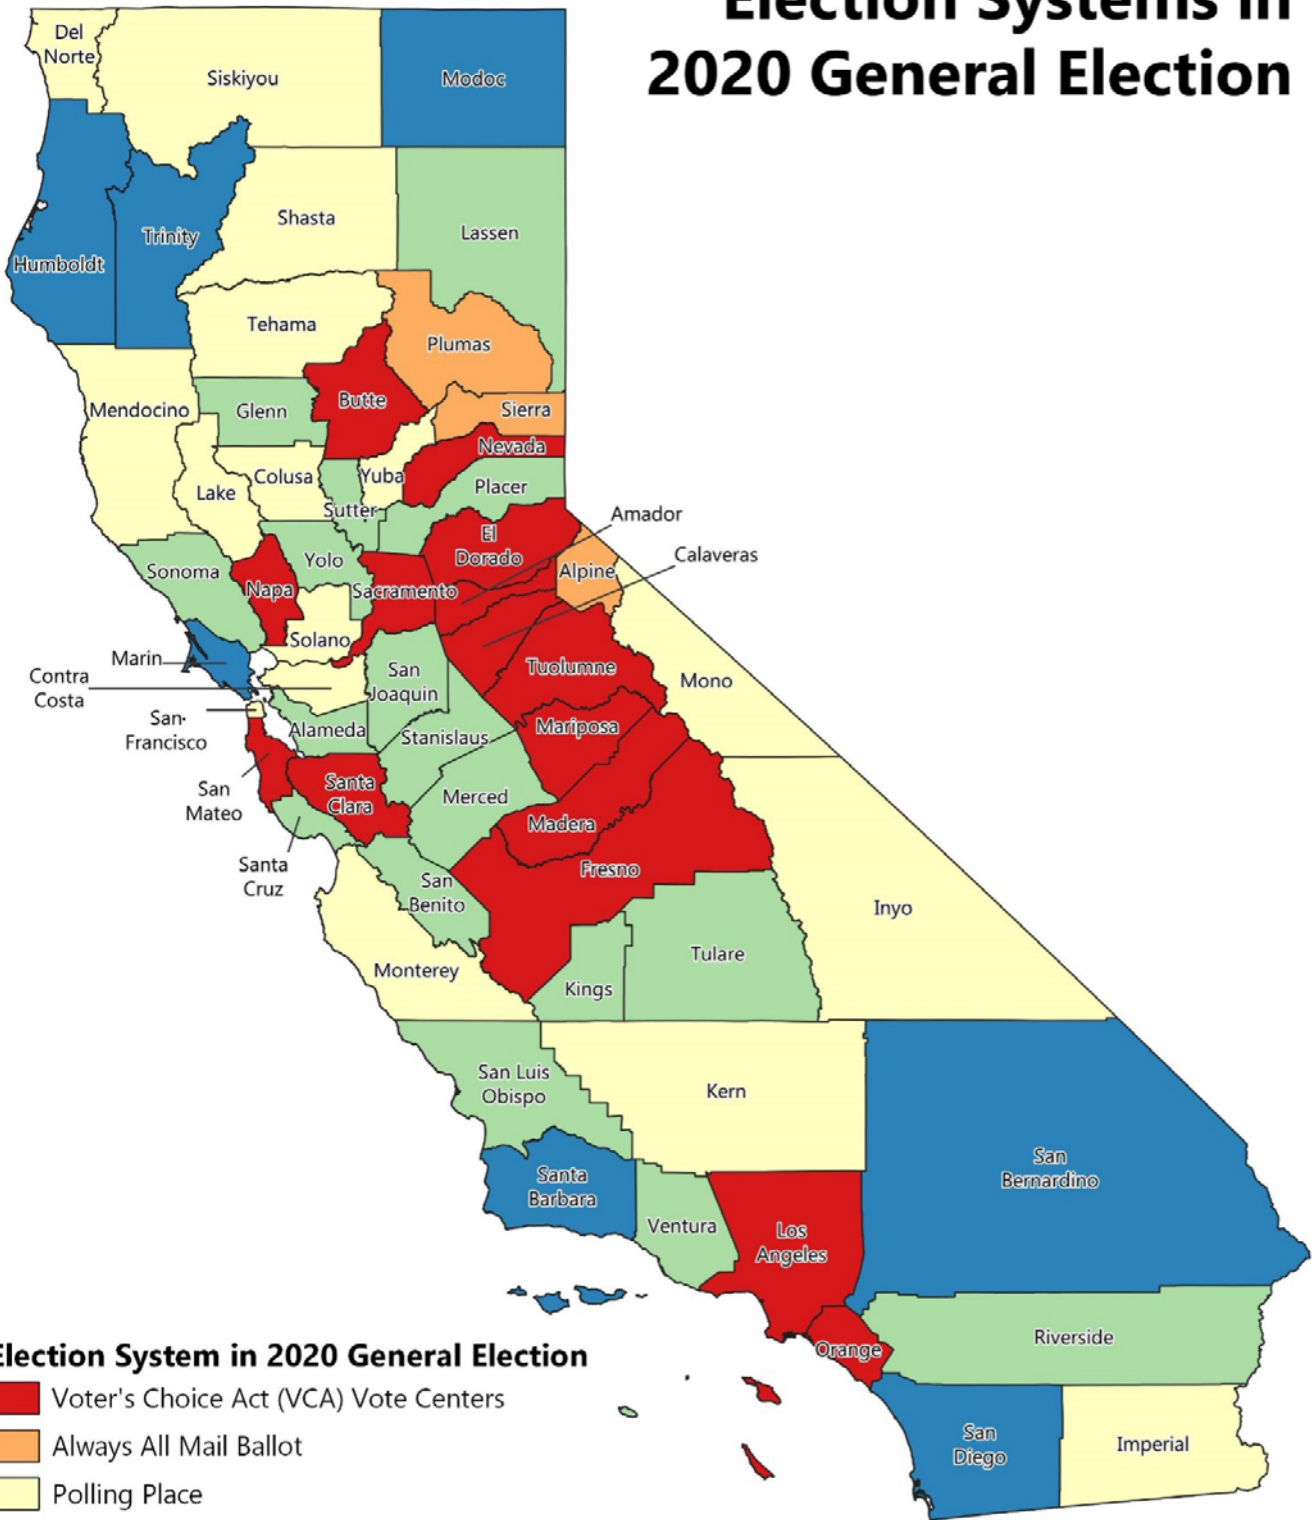 Election Systems in
2020 General Election
Del
Norte
Siskiyou
Modoc
Shasta
Lassen
Trinity
Humboldt
Tehama
Plumas
Butte
Mendocino
Glenn
Sierra
Nevada
Colusa
Yuba
Lake
Placer
Sutter
Amador
El
Dorado
Calaveras
Yolo
Sonoma
Alpine
Napa
Sacramento
Solano
Marin
Contra
Costa
San
Joaquin
Tuolumne
Mono
San
Francisco
Alameda
Stanislaus
Mariposa
San
Mateo
Santa
Clara
Merced
Madera
Santa
Cruz
Fresno
San
Benito
Inyo
Tulare
Monterey
Kings
San Luis
Obispo
Kern
San
Bernardino
Santa
Barbara
Ventura
Los
Angeles
Riverside
Orange
San
Diego
Imperial
Election System in 2020 General Election
Voter's Choice Act (VCA) Vote Centers
Always All Mail Ballot
Polling Place